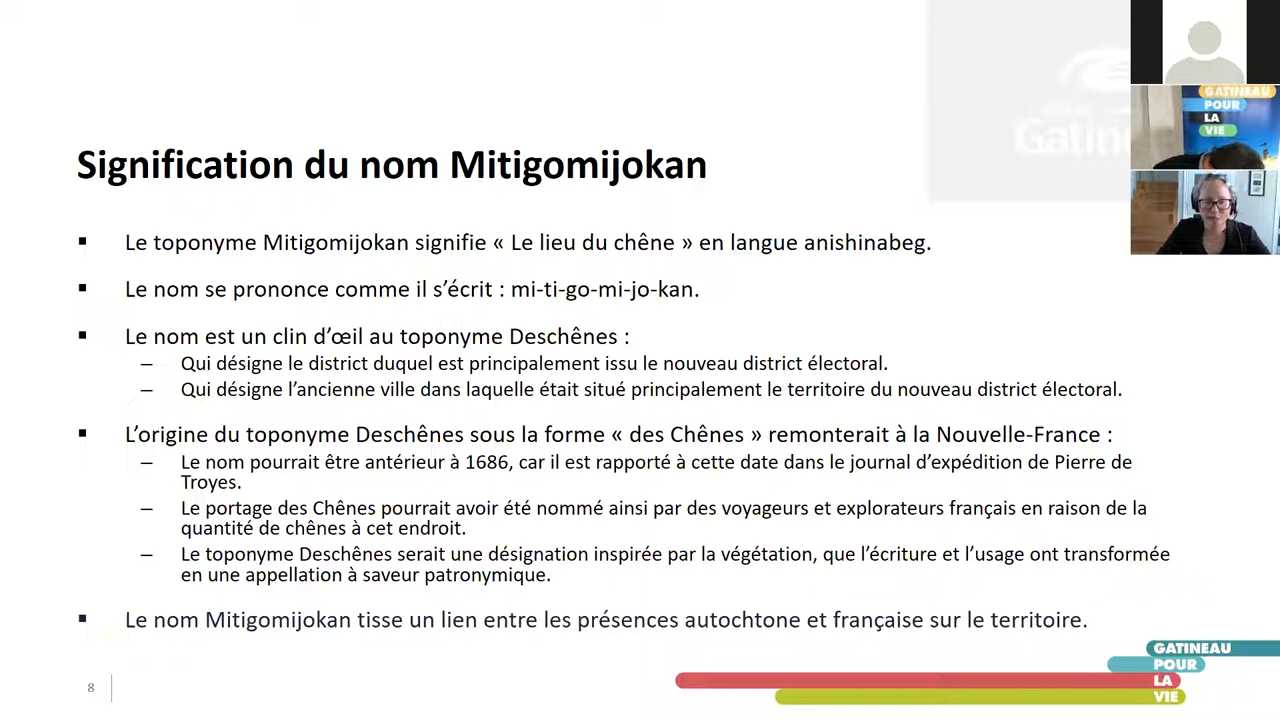 Gatine
GATINEAU
POUR
LA
VIE
Signification du nom Mitigomijokan
▪ Le toponyme Mitigomijokan signifie « Le lieu du chêne » en langue anishinabeg.
▪ Le nom se prononce comme il s’écrit : mi-ti-go-mi-jo-kan.
▪ Le nom est un clin d’œil au toponyme Deschênes :
– Qui désigne le district duquel est principalement issu le nouveau district électoral.
– Qui désigne l’ancienne ville dans laquelle était situé principalement le territoire du nouveau district électoral.
▪ L’origine du toponyme Deschênes sous la forme « des Chênes » remonterait à la Nouvelle-France :
– Le nom pourrait être antérieur à 1686, car il est rapporté à cette date dans le journal d’expédition de Pierre de
Troyes.
– Le portage des Chênes pourrait avoir été nommé ainsi par des voyageurs et explorateurs français en raison de la
quantité de chênes à cet endroit.
– Le toponyme Deschênes serait une désignation inspirée par la végétation, que l’écriture et l’usage ont transformée
en une appellation à saveur patronymique.
▪ Le nom Mitigomijokan tisse un lien entre les présences autochtone et française sur le territoire.
8
GATINEAU
POUR
LA
VIE